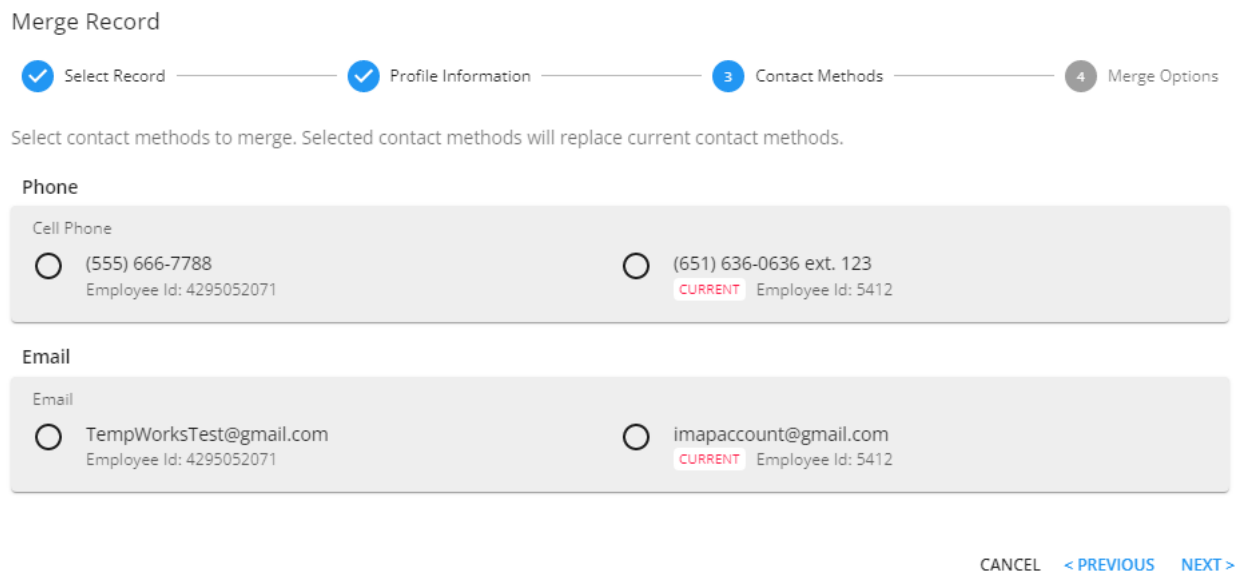 Merge Record
Select Record
Profile Information
3 Contact Methods
4 Merge Options
Select contact methods to merge. Selected contact methods will replace current contact methods.
Phone
Cell Phone
(555) 666-7788
Employee Id: 4295052071
(651) 636-0636 ext. 123
CURRENT Employee Id: 5412
Email
Email
TempWorksTest@gmail.com
Employee Id: 4295052071
imapaccount@gmail.com
CURRENT Employee Id: 5412
CANCEL < PREVIOUS NEXT >